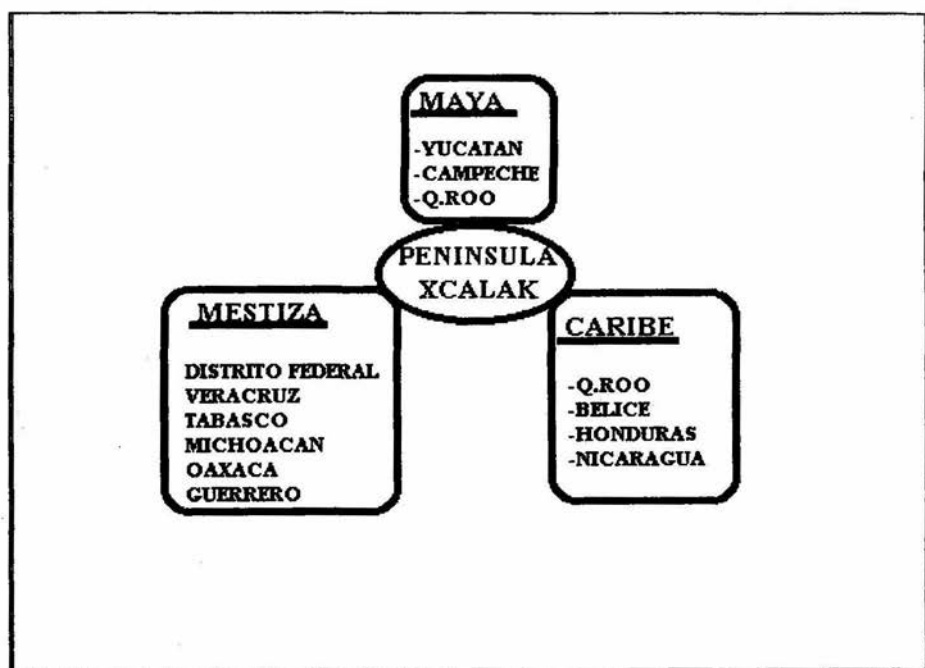 MAYA
-YUCATAN
-CAMPECHE
-Q.ROO
PENINSULA
XCALAK
MESTIZA
DISTRITO FEDERAL
VERACRUZ
TABASCO
MICHOACAN
OAXACA
GUERRERO
CARIBE
-Q.ROO
-BELICE
-HONDURAS
-NICARAGUA